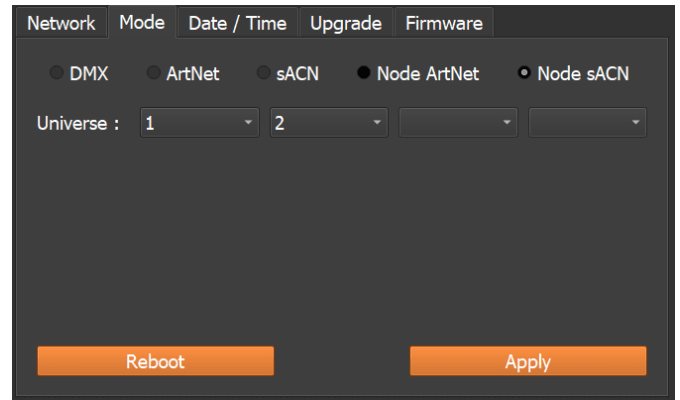 Network Mode Date / Time Upgrade Firmware
DMX ArtNet sACN Node ArtNet Node sACN
Universe : 1 2
Reboot Apply